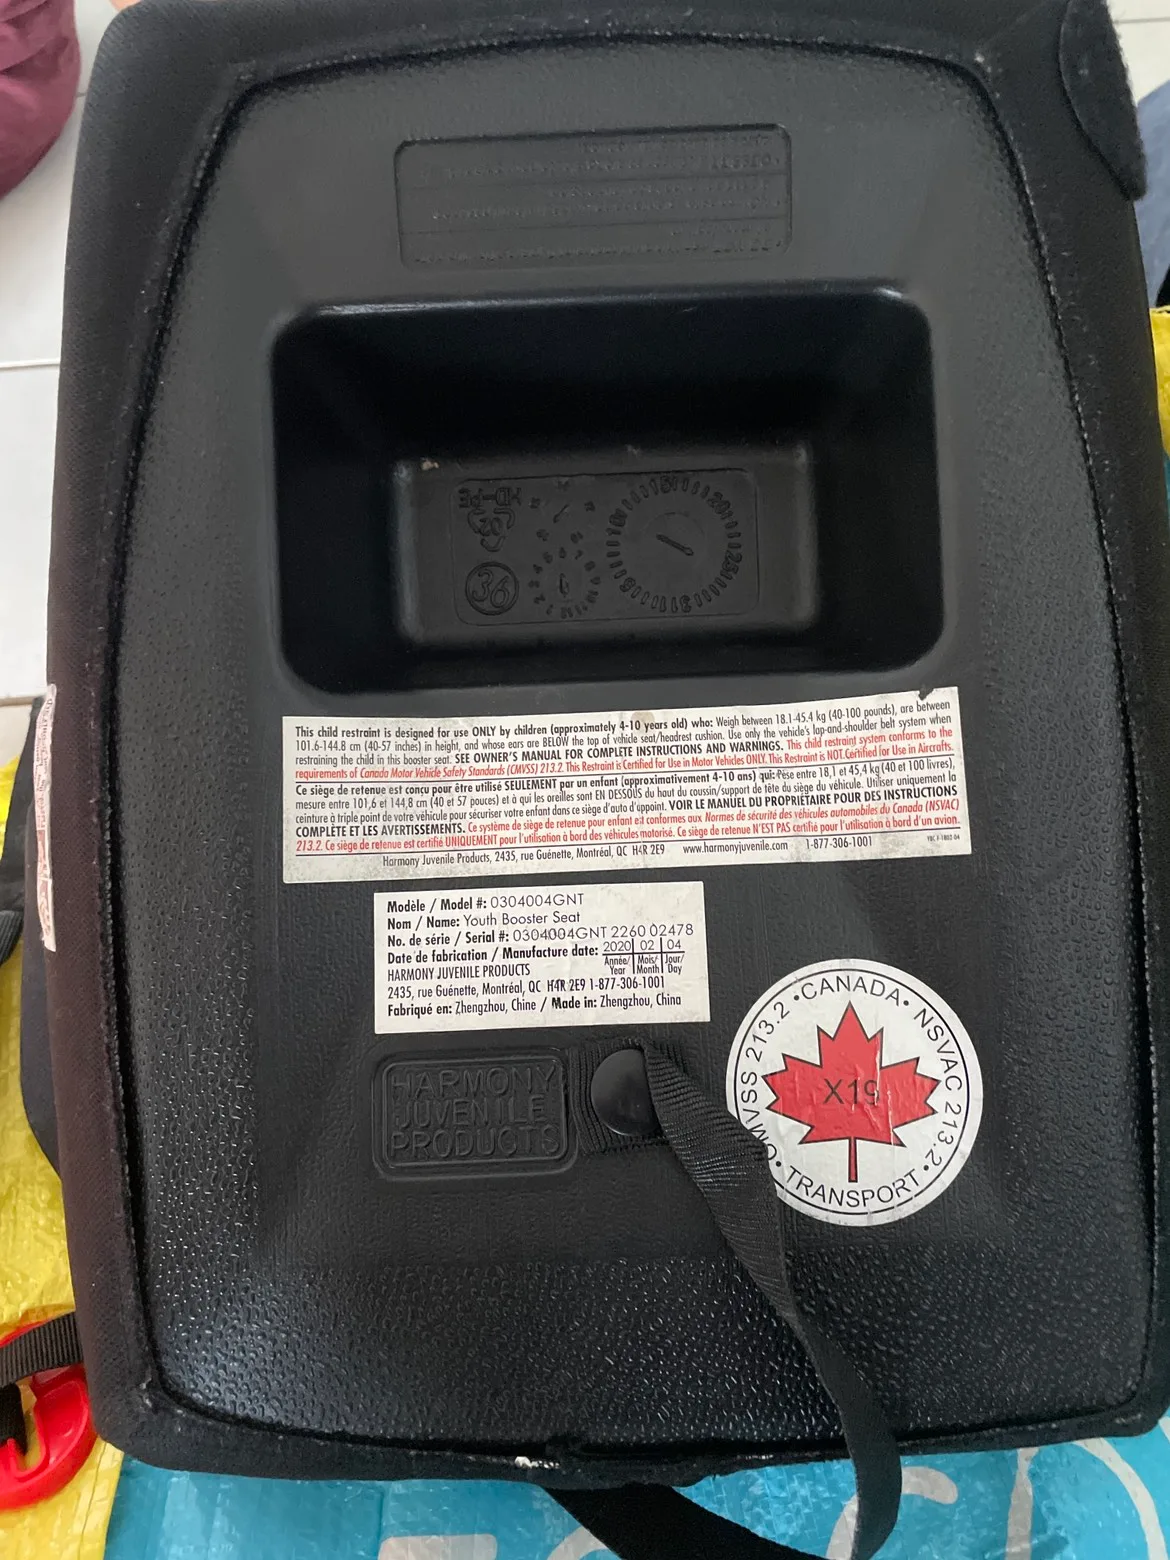 HD-PE
36
This child restraint is designed for use ONLY by children (approximately 4-10 years old) who: Weigh between 18.1-45.4 kg (40-100 pounds), are between
101.6-144.8 cm (40-57 inches) in height, and whose ears are BELOW the top of vehicle seat/headrest cushion. Use only the vehicle's lap-and-shoulder belt system when
restraining the child in this booster seat. SEE OWNER'S MANUAL FOR COMPLETE INSTRUCTIONS AND WARNINGS. This child restraint system conforms to the
requirements of Canada Motor Vehicle Safety Standards (CMVSS) 213.2. This Restraint is Certified for Use in Motor Vehicles ONLY. This Restraint is NOT Certified for Use in Aircrafts.
Ce siège de retenue est conçu pour être utilisé SEULEMENT par un enfant (approximativement 4-10 ans) qui: Pèse entre 18,1 et 45,4 kg (40 et 100 livres),
mesure entre 101,6 et 144,8 cm (40 et 57 pouces) et à qui les oreilles sont EN DESSOUS du haut du coussin/support de tête du siège du véhicule. Utiliser uniquement la
ceinture à triple point de votre véhicule pour sécuriser votre enfant dans ce siège d'auto d'appoint. VOIR LE MANUEL DU PROPRIÉTAIRE POUR DES INSTRUCTIONS
COMPLÈTE ET LES AVERTISSEMENTS. Ce système de siège de retenue pour enfant est conformes aux Normes de sécurité des véhicules automobiles du Canada (NSVAC)
213.2. Ce siège de retenue est certifié UNIQUEMENT pour l'utilisation à bord des véhicules motorisé. Ce siège de retenue N'EST PAS certifié pour l'utilisation à bord d'un avion.
Harmony Juvenile Products, 2435, rue Guénette, Montréal, QC H4R 2E9 www.harmonyjuvenile.com 1-877-306-1001
Modèle / Model #: 0304004GNT
Nom / Name: Youth Booster Seat
No. de série / Serial #: 0304004GNT 2260 02478
Date de fabrication / Manufacture date: 2020 02 04
Année/ Mois/ Jour/
Year Month Day
HARMONY JUVENILE PRODUCTS
2435, rue Guénette, Montréal, QC H4R 2E9 1-877-306-1001
Fabriqué en: Zhengzhou, Chine / Made in: Zhengzhou, China
HARMONY
JUVENILE
PRODUCTS
CMVSS 213.2 • CANADA • NSVAC 213.2 • TRANSPORT •
X19